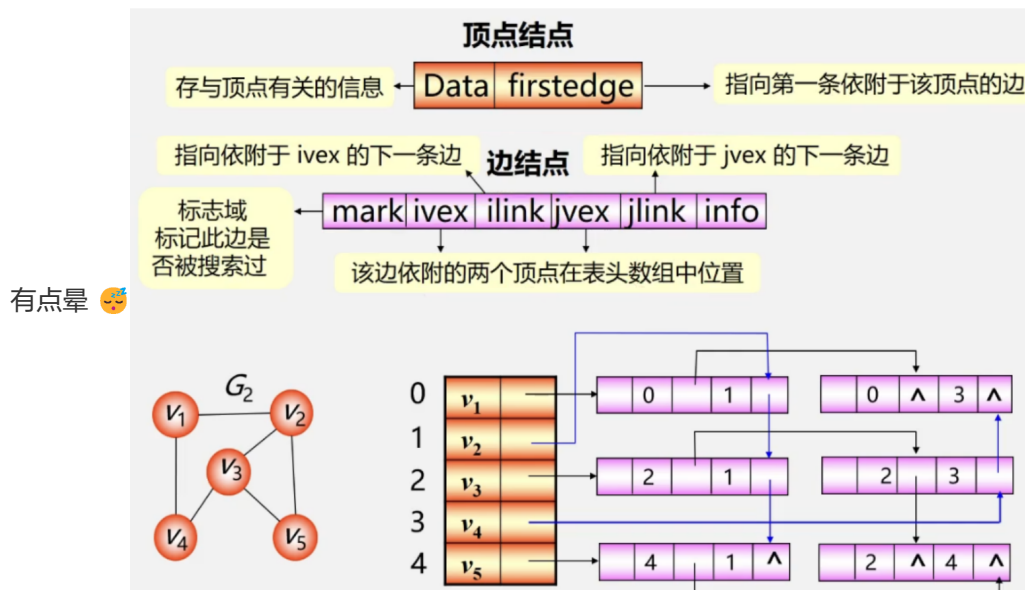 顶点结点
存与顶点有关的信息 Data firstedge 指向第一条依附于该顶点的边
指向依附于 ivex 的下一条边 边结点 指向依附于 jvex 的下一条边
标志域
标记此边是
否被搜索过
mark ivex ilink jvex jlink info
该边依附的两个顶点在表头数组中位置
有点晕 😴
G2
V1 V2
V3
V4 V5
0 v1 0 1 0 ^ 3 ^
1 v2
2 v3 2 1 2 3
3 v4
4 v5 4 1 ^ 2 ^ 4 ^